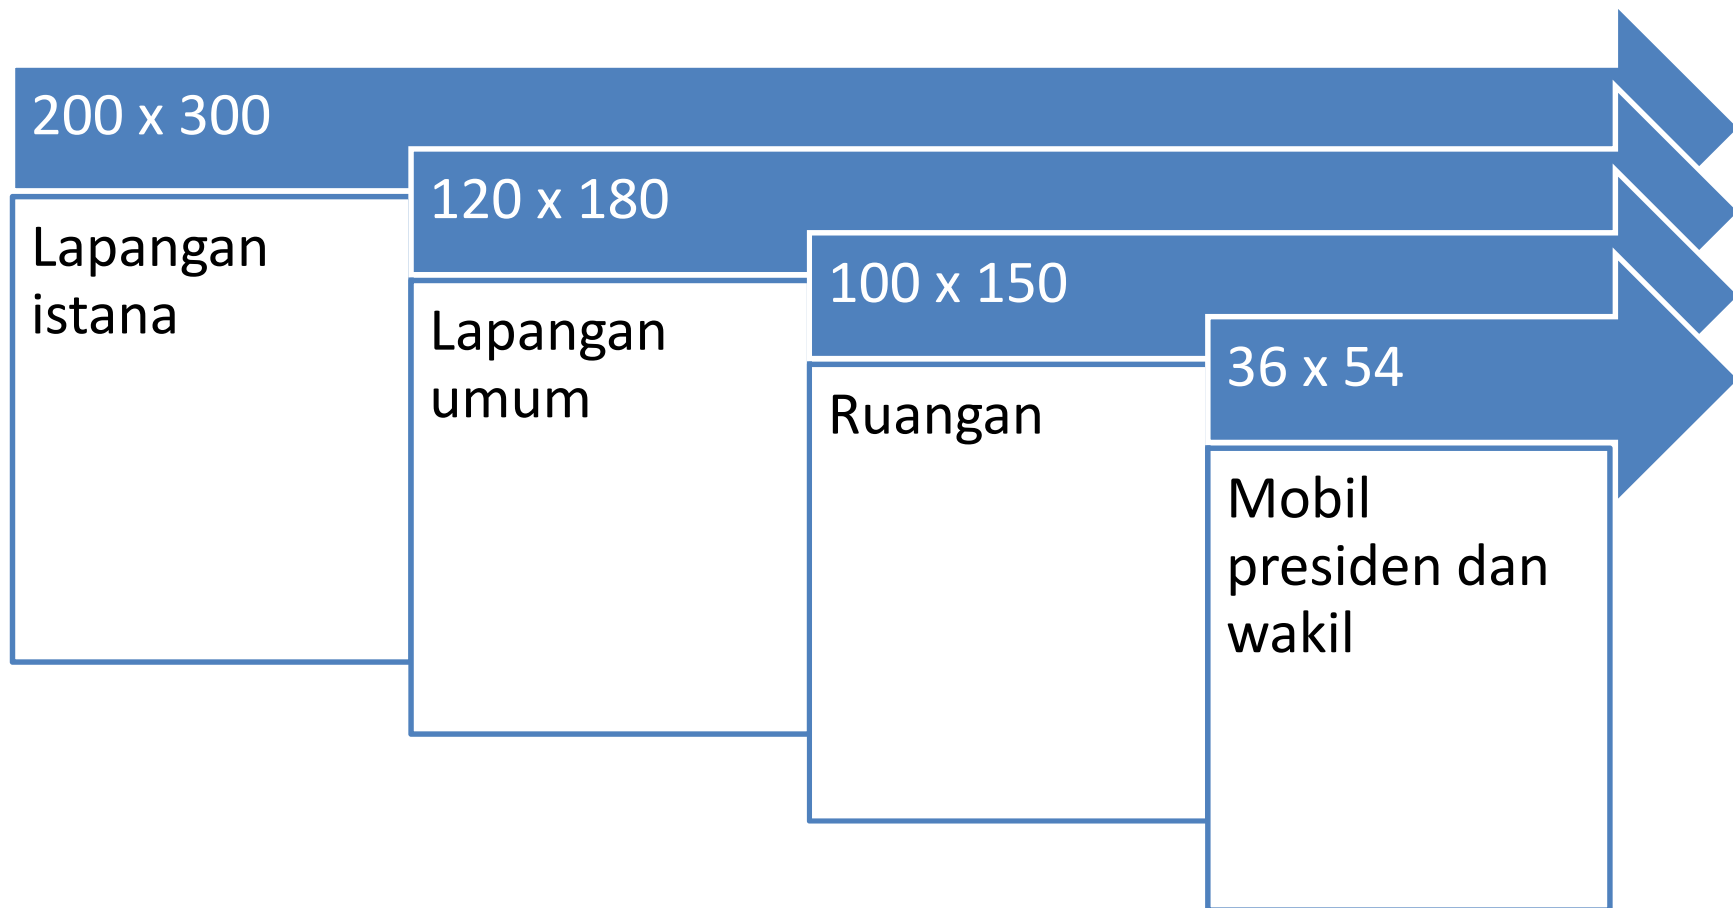 200 x 300
Lapangan
istana
120 x 180
Lapangan
umum
100 x 150
Ruangan
36 x 54
Mobil
presiden dan
wakil